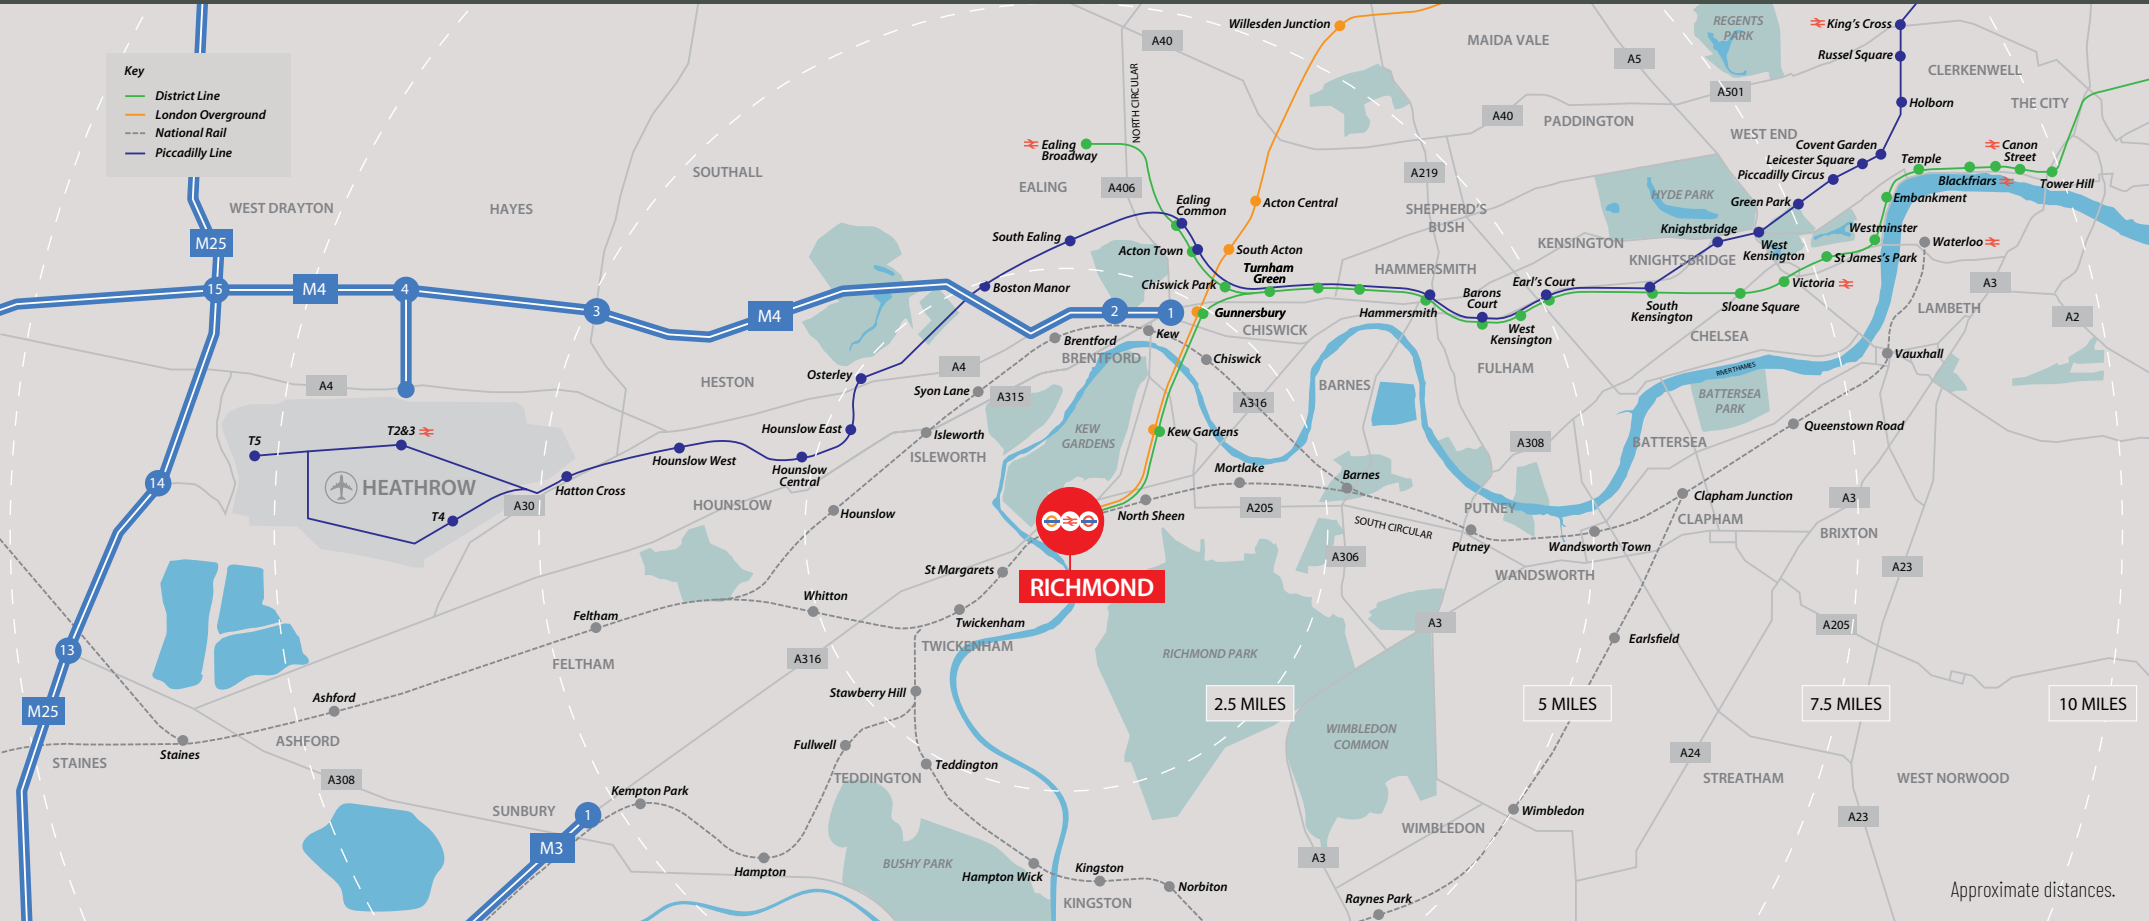 Key
District Line
London Overground
National Rail
Piccadilly Line
Willesden Junction
A40
MAIDA VALE
REGENTS
PARK
King's Cross
Russel Square
A5
CLERKENWELL
A501
Holborn
THE CITY
NORTH CIRCULAR
A40
PADDINGTON
WEST END
Covent Garden
Leicester Square
Piccadilly Circus
Temple
Canon
Street
Blackfriars
Tower Hill
Ealing
Broadway
SOUTHALL
EALING
A406
A219
HYDE PARK
Green Park
Embankment
WEST DRAYTON
HAYES
Ealing
Common
Acton Central
SHEPHERD'S
BUSH
Knightsbridge
Westminster
M25
South Ealing
Acton Town
South Acton
KENSINGTON
KNIGHTSBRIDGE
West
Kensington
St James's Park
Waterloo
15
M4
4
3
M4
Boston Manor
Chiswick Park
Turnham
Green
HAMMERSMITH
Barons
Court
Earl's Court
Victoria
A3
2
1
Gunnersbury
CHISWICK
Hammersmith
West
Kensington
South
Kensington
Sloane Square
LAMBETH
A2
Brentford
Kew
BRENTFORD
Chiswick
FULHAM
CHELSEA
Vauxhall
RIVER THAMES
A4
HESTON
Osterley
A4
Syon Lane
A315
A316
BARNES
BATTERSEA
PARK
T5
T2&3
Hounslow East
Isleworth
ISLEWORTH
KEW
GARDENS
Kew Gardens
A308
BATTERSEA
Queenstown Road
HEATHROW
Hounslow West
Hounslow
Central
Mortlake
Barnes
14
Hatton Cross
A30
T4
HOUNSLOW
Hounslow
North Sheen
A205
SOUTH CIRCULAR
PUTNEY
Putney
Wandsworth Town
Clapham Junction
CLAPHAM
A3
BRIXTON
St Margarets
RICHMOND
A306
WANDSWORTH
A23
Feltham
Whitton
Twickenham
TWICKENHAM
A3
Earlsfield
A205
13
FELTHAM
A316
RICHMOND PARK
M25
Ashford
Stawberry Hill
2.5 MILES
5 MILES
7.5 MILES
10 MILES
Staines
STAINES
ASHFORD
A308
Fullwell
TEDDINGTON
Teddington
WIMBLEDON
COMMON
A24
STREATHAM
WEST NORWOOD
SUNBURY
1
M3
Kempton Park
Wimbledon
WIMBLEDON
A23
Hampton
BUSHY PARK
Hampton Wick
Kingston
KINGSTON
Norbiton
A3
Raynes Park
Approximate distances.